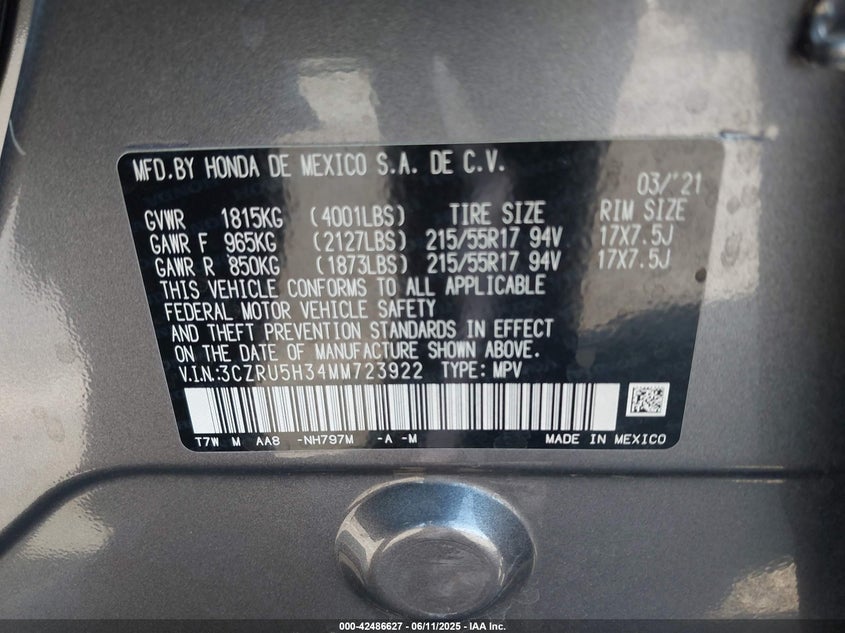 MFD.BY HONDA DE MEXICO S.A. DE C.V.
03/'21
GVWR 1815KG (4001LBS) TIRE SIZE RIM SIZE
GAWR F 965KG (2127LBS) 215/55R17 94V 17X7.5J
GAWR R 850KG (1873LBS) 215/55R17 94V 17X7.5J
THIS VEHICLE CONFORMS TO ALL APPLICABLE
FEDERAL MOTOR VEHICLE SAFETY
AND THEFT PREVENTION STANDARDS IN EFFECT
ON THE DATE OF MANUFACTURE SHOWN ABOVE.
V.I.N:3CZRU5H34MM723922 TYPE: MPV
T7W M AA8 -NH797M -A -M MADE IN MEXICO
000-42486627 - 06/11/2025 - IAA Inc.